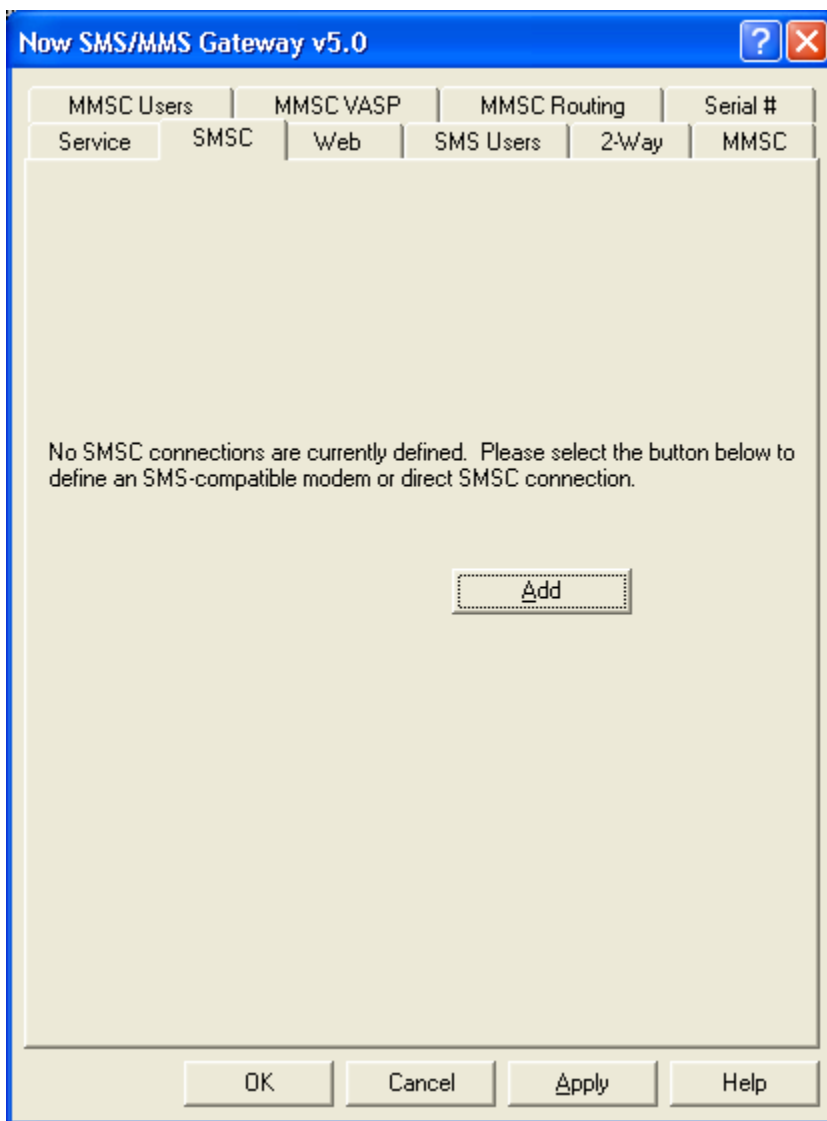 Now SMS/MMS Gateway v5.0
MMSC Users
MMSC VASP
MMSC Routing
Serial #
Service
SMSC
Web
SMS Users
2-Way
MMSC
No SMSC connections are currently defined.  Please select the button below to
define an SMS-compatible modem or direct SMSC connection.
Add
OK
Cancel
Apply
Help